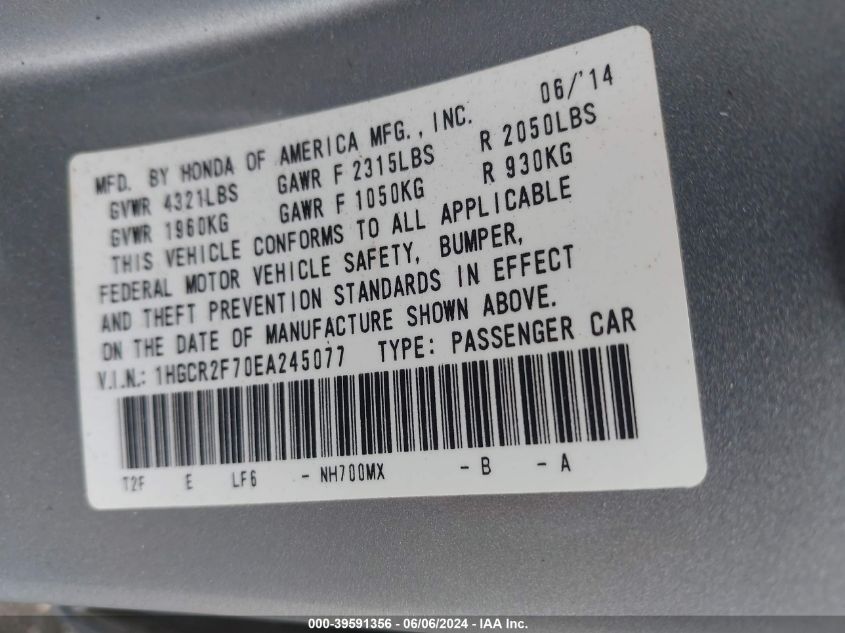 06/'14
MFD. BY HONDA OF AMERICA MFG., INC.
GVWR 4321LBS GAWR F 2315LBS R 2050LBS
GVWR 1960KG GAWR F 1050KG R 930KG
THIS VEHICLE CONFORMS TO ALL APPLICABLE
FEDERAL MOTOR VEHICLE SAFETY, BUMPER,
AND THEFT PREVENTION STANDARDS IN EFFECT
ON THE DATE OF MANUFACTURE SHOWN ABOVE.
V.I.N.: 1HGCR2F70EA245077 TYPE: PASSENGER CAR
T2F E LF6 - NH700MX - B - A
000-39591356 - 06/06/2024 - IAA Inc.